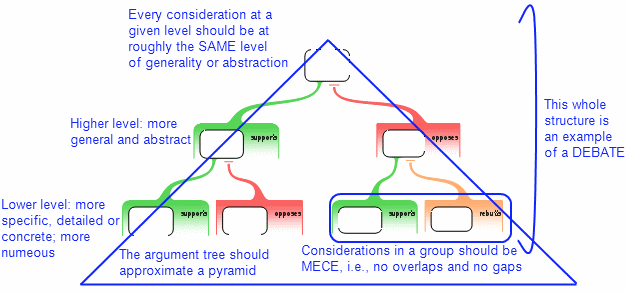 Every consideration at a
given level should be at
roughly the SAME level
of generality or abstraction
This whole
structure is
an example
of a DEBATE
Higher level: more
general and abstract
supports
opposes
Lower level: more
specific, detailed or
concrete; more
numeous
supports
opposes
supports
rebuts
The argument tree should
approximate a pyramid
Considerations in a group should be
MECE, i.e., no overlaps and no gaps